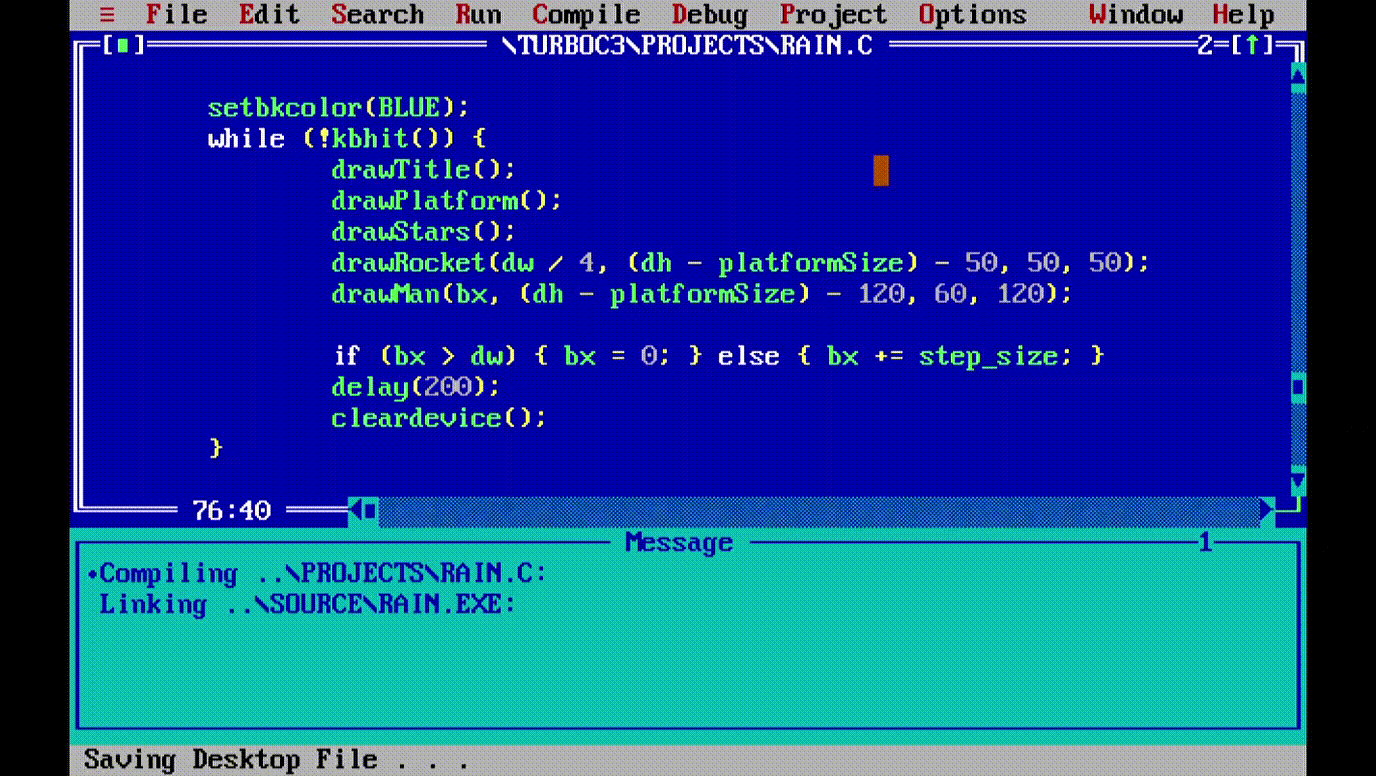 ≡ File Edit Search Run Compile Debug Project Options Window Help
[■] \TURBOC3\PROJECTS\RAIN.C 2=[↑]
setbkcolor(BLUE);
while (!kbhit()) {
drawTitle();
drawPlatform();
drawStars();
drawRocket(dw / 4, (dh - platformSize) - 50, 50, 50);
drawMan(bx, (dh - platformSize) - 120, 60, 120);
if (bx > dw) { bx = 0; } else { bx += step_size; }
delay(200);
cleardevice();
}
76:40
Message 1
•Compiling ..\PROJECTS\RAIN.C:
Linking ..\SOURCE\RAIN.EXE:
Saving Desktop File . . .